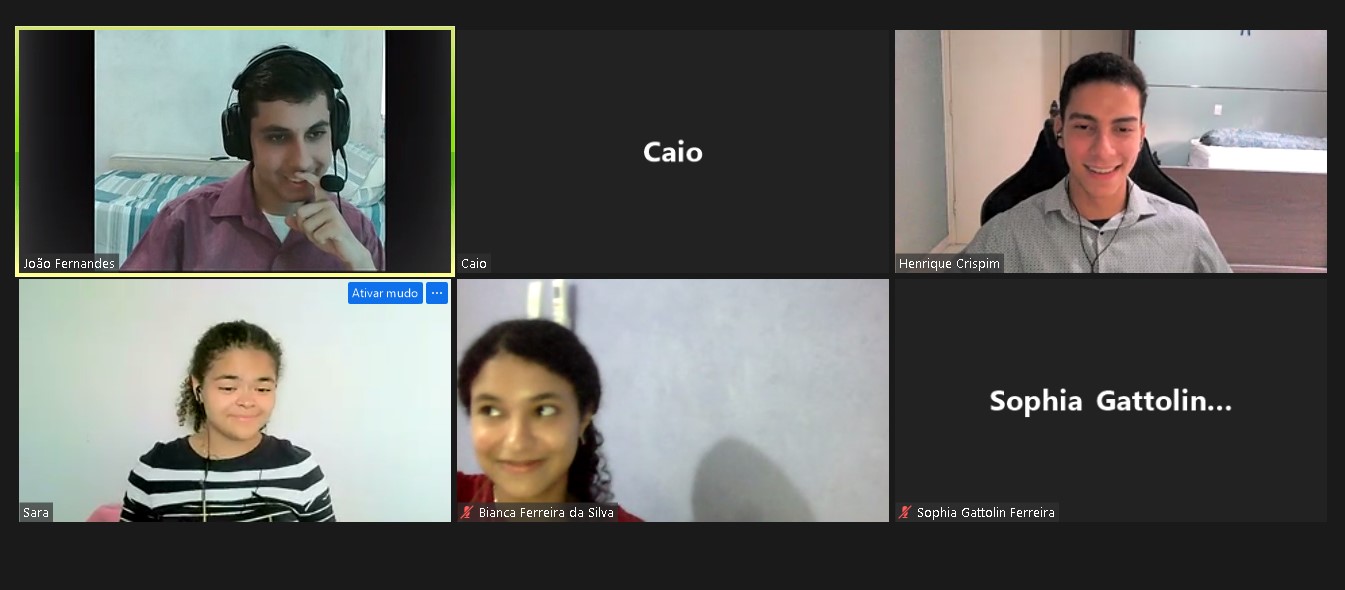 Caio
João Fernandes
Caio
Henrique Crispim
Ativar mudo ...
Sophia Gattolin...
Sara
Bianca Ferreira da Silva
Sophia Gattolin Ferreira